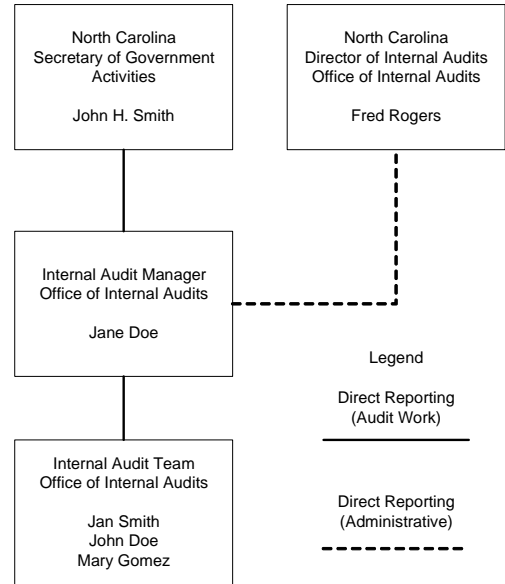 North Carolina
Secretary of Government
Activities
John H. Smith
North Carolina
Director of Internal Audits
Office of Internal Audits
Fred Rogers
Internal Audit Manager
Office of Internal Audits
Jane Doe
Legend
Direct Reporting
(Audit Work)
Internal Audit Team
Office of Internal Audits
Jan Smith
John Doe
Mary Gomez
Direct Reporting
(Administrative)